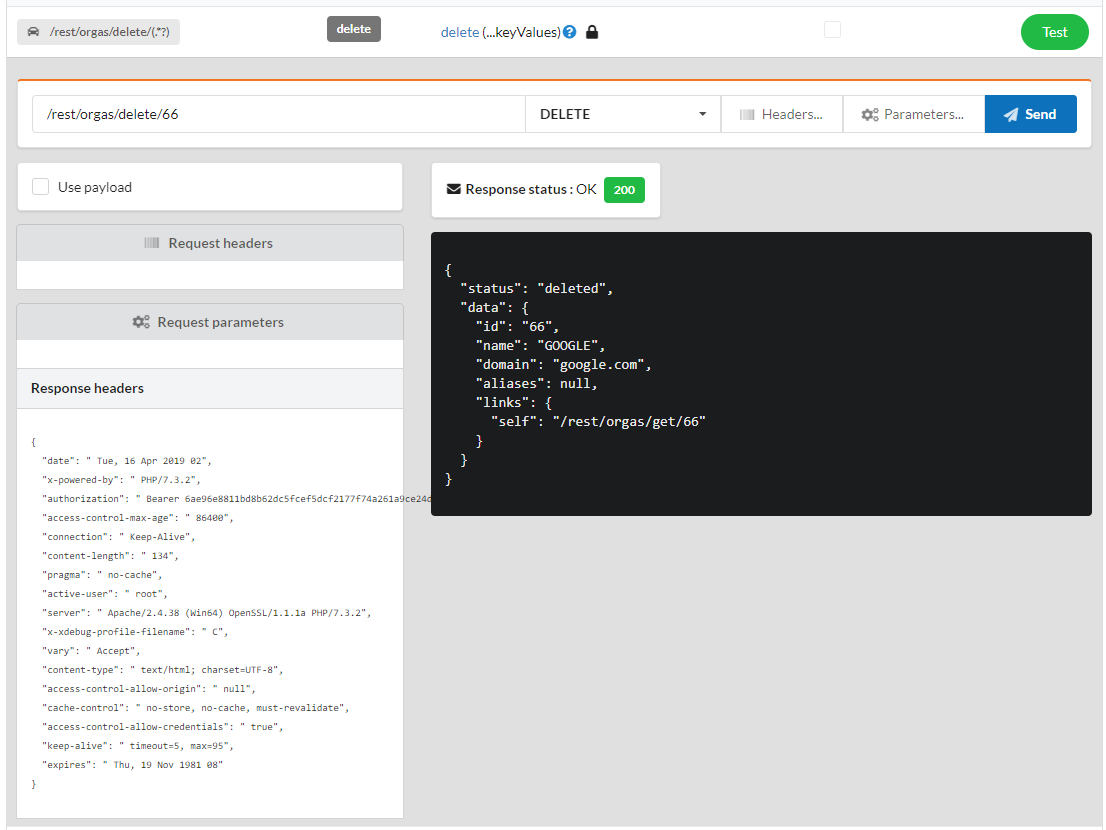 /rest/orgas/delete/(.*?)
delete
delete (...keyValues)
Test
/rest/orgas/delete/66
DELETE
Headers...
Parameters...
Send
Use payload
Response status : OK 200
Request headers
Request parameters
Response headers
{
"date": " Tue, 16 Apr 2019 02",
"x-powered-by": " PHP/7.3.2",
"authorization": " Bearer 6ae96e8811bd8b62dc5fcef5dcf2177f74a261a9ce24d
"access-control-max-age": " 86400",
"connection": " Keep-Alive",
"content-length": " 134",
"pragma": " no-cache",
"active-user": " root",
"server": " Apache/2.4.38 (Win64) OpenSSL/1.1.1a PHP/7.3.2",
"x-xdebug-profile-filename": " C",
"vary": " Accept",
"content-type": " text/html; charset=UTF-8",
"access-control-allow-origin": " null",
"cache-control": " no-store, no-cache, must-revalidate",
"access-control-allow-credentials": " true",
"keep-alive": " timeout=5, max=95",
"expires": " Thu, 19 Nov 1981 08"
}
{
"status": "deleted",
"data": {
"id": "66",
"name": "GOOGLE",
"domain": "google.com",
"aliases": null,
"links": {
"self": "/rest/orgas/get/66"
}
}
}